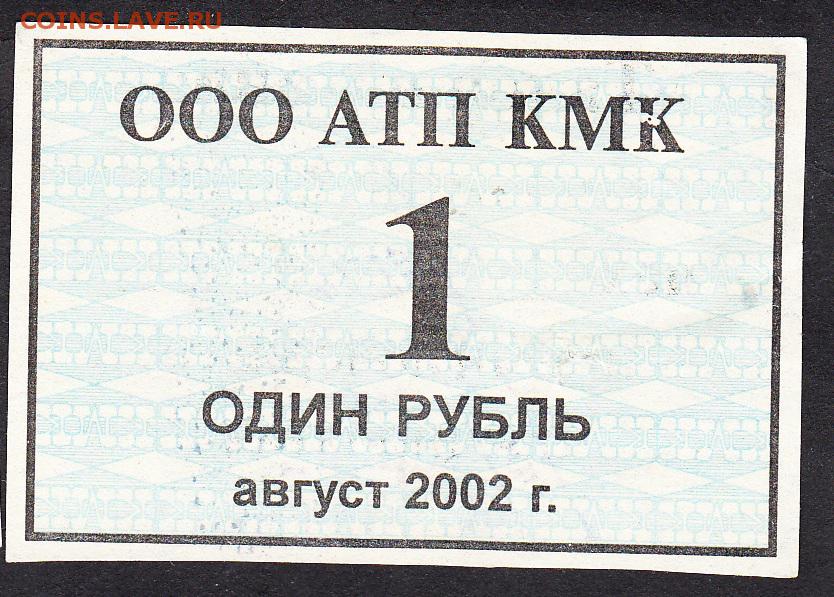 COINS.LAVE.RU
ООО АТП КМК
1
ОДИН РУБЛЬ
август 2002 г.